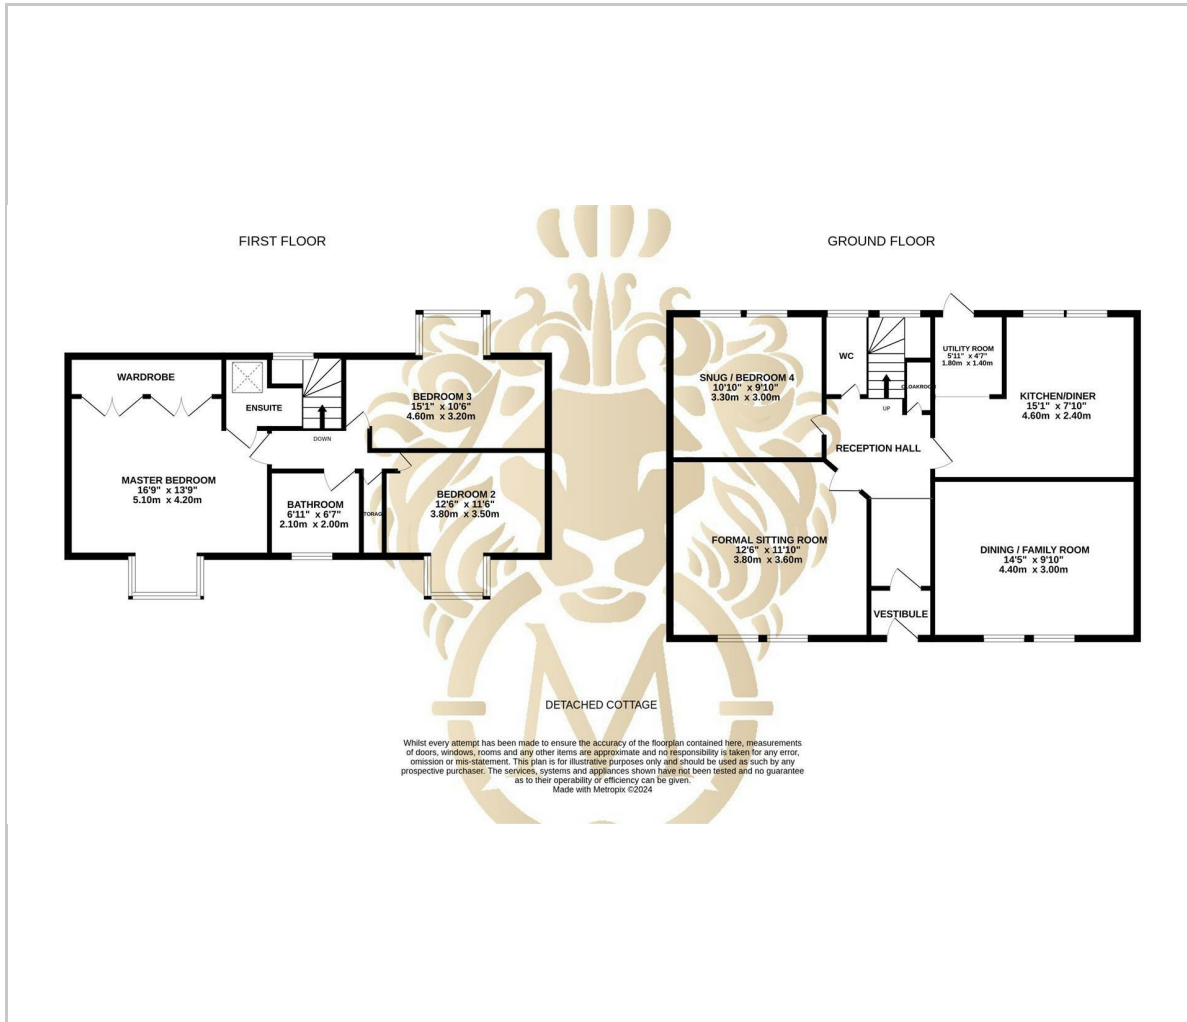 FIRST FLOOR
WARDROBE
ENSUITE
DOWN
BEDROOM 3
15'1" x 10'6"
4.60m x 3.20m
MASTER BEDROOM
16'9" x 13'9"
5.10m x 4.20m
BATHROOM
6'11" x 6'7"
2.10m x 2.00m
TORAG
BEDROOM 2
12'6" x 11'6"
3.80m x 3.50m
GROUND FLOOR
SNUG / BEDROOM 4
10'10" x 9'10"
3.30m x 3.00m
WC
UP
CLOAKROOM
UTILITY ROOM
5'11" x 4'7"
1.80m x 1.40m
KITCHEN/DINER
15'1" x 7'10"
4.60m x 2.40m
RECEPTION HALL
FORMAL SITTING ROOM
12'6" x 11'10"
3.80m x 3.60m
DINING / FAMILY ROOM
14'5" x 9'10"
4.40m x 3.00m
VESTIBULE
M
DETACHED COTTAGE
Whilst every attempt has been made to ensure the accuracy of the floorplan contained here, measurements
of doors, windows, rooms and any other items are approximate and no responsibility is taken for any error,
omission or mis-statement. This plan is for illustrative purposes only and should be used as such by any
prospective purchaser. The services, systems and appliances shown have not been tested and no guarantee
as to their operability or efficiency can be given.
Made with Metropix ©2024